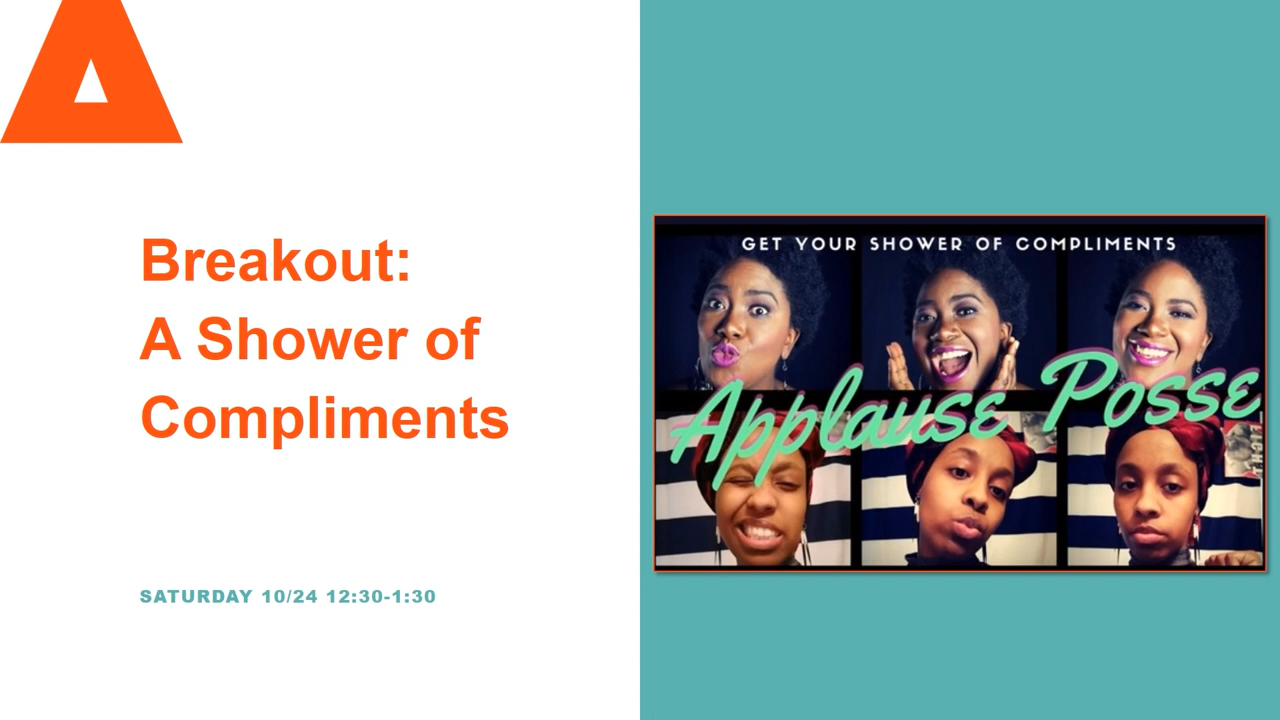 A
Breakout:
A Shower of
Compliments
SATURDAY 10/24 12:30-1:30
GET YOUR SHOWER OF COMPLIMENTS
Applause Posse